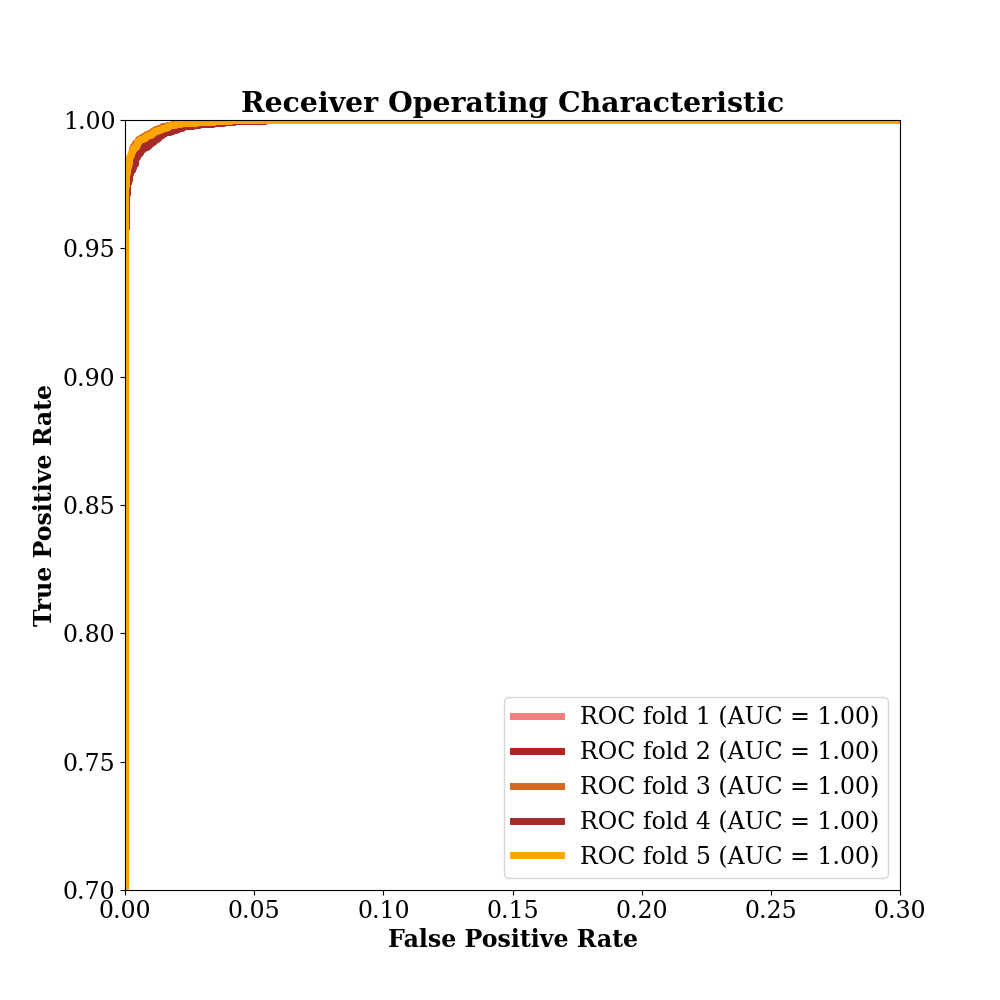 Receiver Operating Characteristic
1.00
0.95
0.90
0.85
0.80
0.75
0.70
True Positive Rate
ROC fold 1 (AUC = 1.00)
ROC fold 2 (AUC = 1.00)
ROC fold 3 (AUC = 1.00)
ROC fold 4 (AUC = 1.00)
ROC fold 5 (AUC = 1.00)
0.00 0.05 0.10 0.15 0.20 0.25 0.30
False Positive Rate